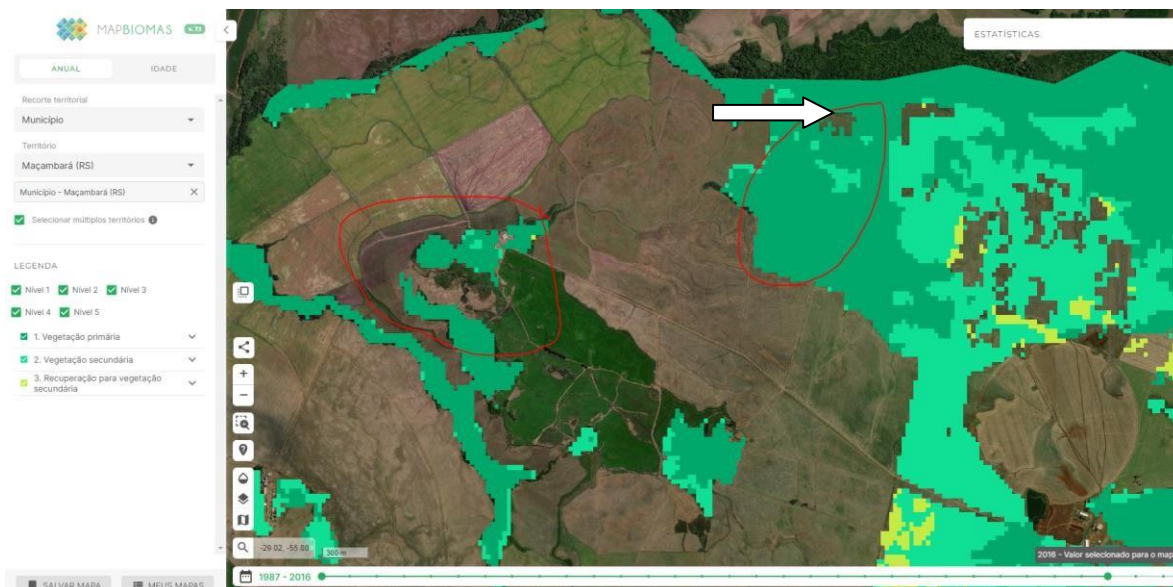 MAPBIOMAS v.7.1
ANUAL IDADE
Recorte territorial
Município
Território
Maçambará (RS)
Município - Maçambará (RS)
Selecionar múltiplos territórios
LEGENDA
Nível 1 Nível 2 Nível 3
Nível 4 Nível 5
1. Vegetação primária
2. Vegetação secundária
3. Recuperação para vegetação
secundária
SALVAR MAPA MEUS MAPAS
ESTATÍSTICAS
-29.02, -55.80
300 m
2016 - Valor selecionado para o map
1987 - 2016